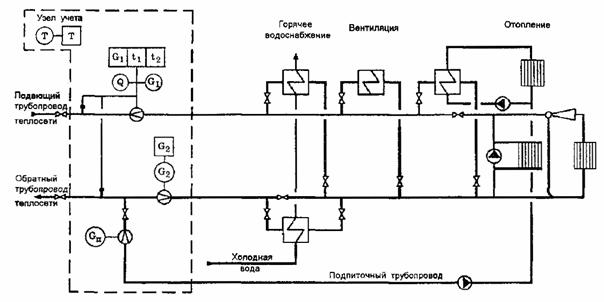 Узел учета
T T
Горячее
водоснабжение
Вентиляция
Отопление
G1 t1 t2
Q G1
Подающий
трубопровод
теплосети
G2
G2
Обратный
трубопровод
теплосети
Gп
Холодная
вода
Подпиточный трубопровод